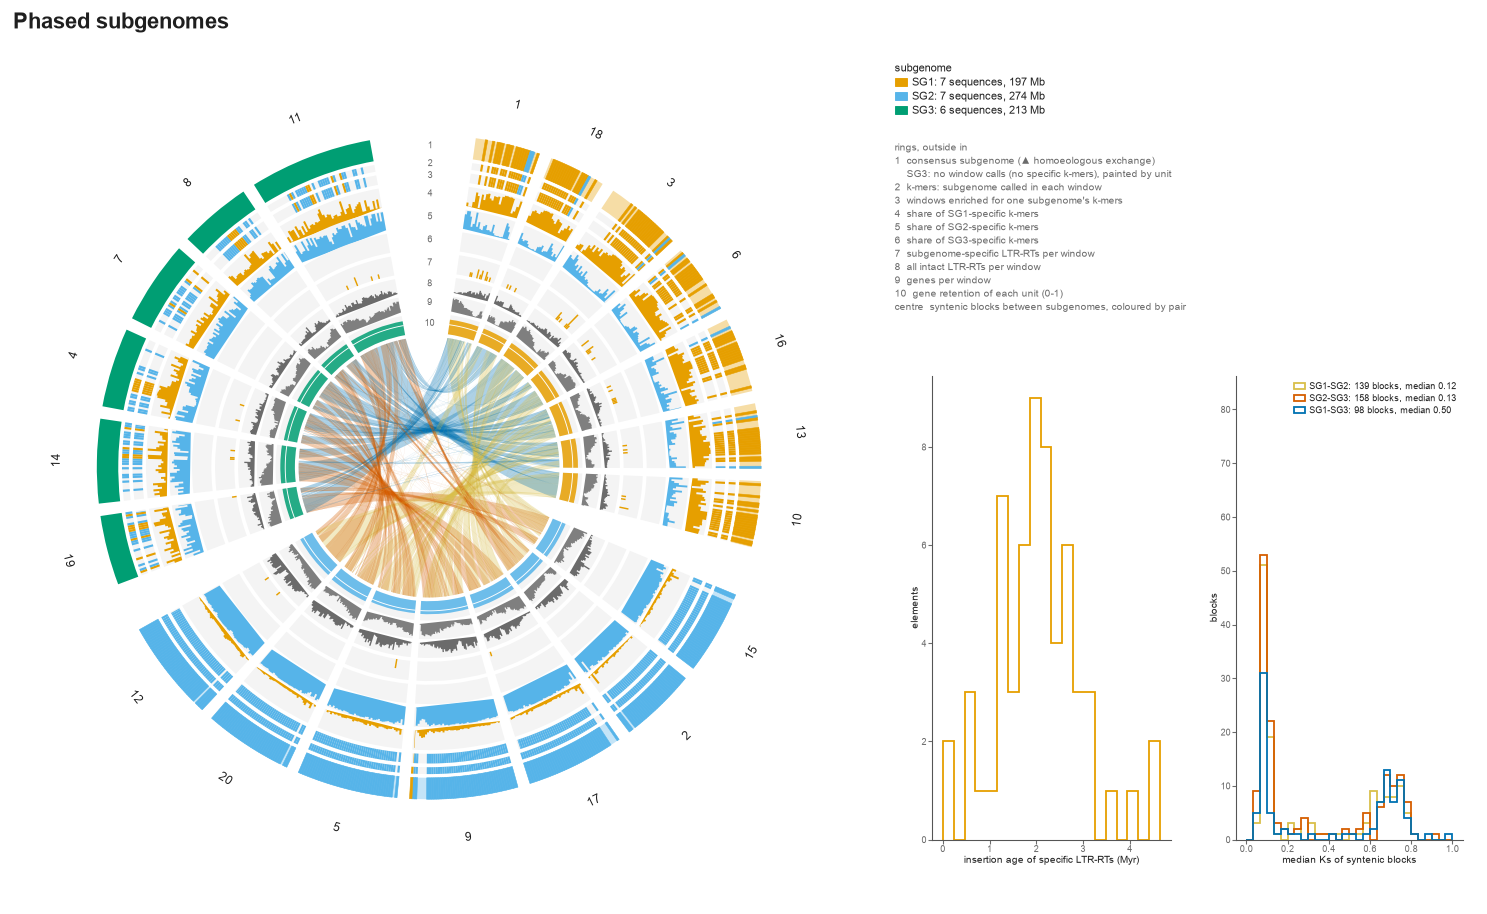 Phased subgenomes
subgenome
SG1: 7 sequences, 197 Mb
SG2: 7 sequences, 274 Mb
SG3: 6 sequences, 213 Mb
rings, outside in
1 consensus subgenome (▲ homoeologous exchange)
SG3: no window calls (no specific k-mers), painted by unit
2 k-mers: subgenome called in each window
3 windows enriched for one subgenome's k-mers
4 share of SG1-specific k-mers
5 share of SG2-specific k-mers
6 share of SG3-specific k-mers
7 subgenome-specific LTR-RTs per window
8 all intact LTR-RTs per window
9 genes per window
10 gene retention of each unit (0-1)
centre syntenic blocks between subgenomes, coloured by pair
1
18
3
6
16
13
10
15
2
17
9
5
20
12
19
14
4
7
8
11
1
2
3
4
5
6
7
8
9
10
elements
8
6
4
2
0
0
1
2
3
4
insertion age of specific LTR-RTs (Myr)
SG1-SG2: 139 blocks, median 0.12
SG2-SG3: 158 blocks, median 0.13
SG1-SG3: 98 blocks, median 0.50
blocks
80
70
60
50
40
30
20
10
0
0.0
0.2
0.4
0.6
0.8
1.0
median Ks of syntenic blocks